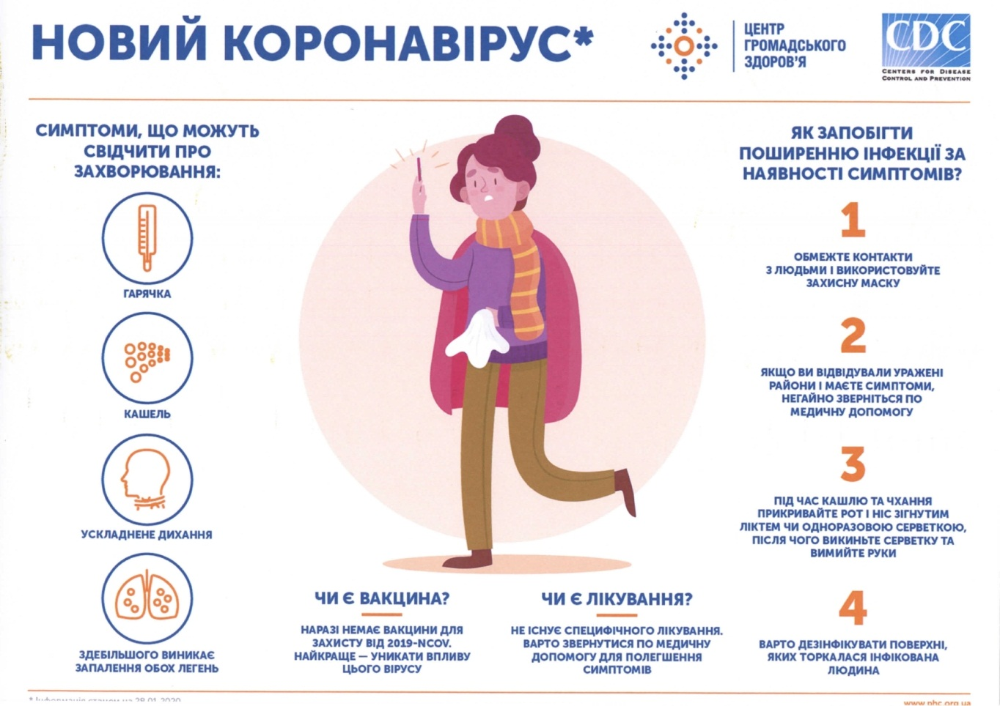 НОВИЙ КОРОНАВІРУС*
ЦЕНТР
ГРОМАДСЬКОГО
ЗДОРОВ'Я
CDC
CENTERS FOR DISEASE
CONTROL AND PREVENTION
СИМПТОМИ, ЩО МОЖУТЬ
СВІДЧИТИ ПРО
ЗАХВОРЮВАННЯ:
ГАРЯЧКА
КАШЕЛЬ
УСКЛАДНЕНЕ ДИХАННЯ
ЗДЕБІЛЬШОГО ВИНИКАЄ
ЗАПАЛЕННЯ ОБОХ ЛЕГЕНЬ
ЧИ Є ВАКЦИНА?
НАРАЗІ НЕМАЄ ВАКЦИНИ ДЛЯ
ЗАХИСТУ ВІД 2019-NCOV.
НАЙКРАЩЕ — УНИКАТИ ВПЛИВУ
ЦЬОГО ВІРУСУ
ЧИ Є ЛІКУВАННЯ?
НЕ ІСНУЄ СПЕЦИФІЧНОГО ЛІКУВАННЯ.
ВАРТО ЗВЕРНУТИСЯ ПО МЕДИЧНУ
ДОПОМОГУ ДЛЯ ПОЛЕГШЕННЯ
СИМПТОМІВ
ЯК ЗАПОБІГТИ
ПОШИРЕННЮ ІНФЕКЦІЇ ЗА
НАЯВНОСТІ СИМПТОМІВ?
1
ОБМЕЖТЕ КОНТАКТИ
З ЛЮДЬМИ І ВИКОРИСТОВУЙТЕ
ЗАХИСНУ МАСКУ
2
ЯКЩО ВИ ВІДВІДУВАЛИ УРАЖЕНІ
РАЙОНИ І МАЄТЕ СИМПТОМИ,
НЕГАЙНО ЗВЕРНІТЬСЯ ПО
МЕДИЧНУ ДОПОМОГУ
3
ПІД ЧАС КАШЛЮ ТА ЧХАННЯ
ПРИКРИВАЙТЕ РОТ І НІС ЗІГНУТИМ
ЛІКТЕМ ЧИ ОДНОРАЗОВОЮ СЕРВЕТКОЮ,
ПІСЛЯ ЧОГО ВИКИНЬТЕ СЕРВЕТКУ ТА
ВИМИЙТЕ РУКИ
4
ВАРТО ДЕЗІНФІКУВАТИ ПОВЕРХНІ,
ЯКИХ ТОРКАЛАСЯ ІНФІКОВАНА
ЛЮДИНА
* Інформація станом на 28.01.2020
www.phc.org.ua